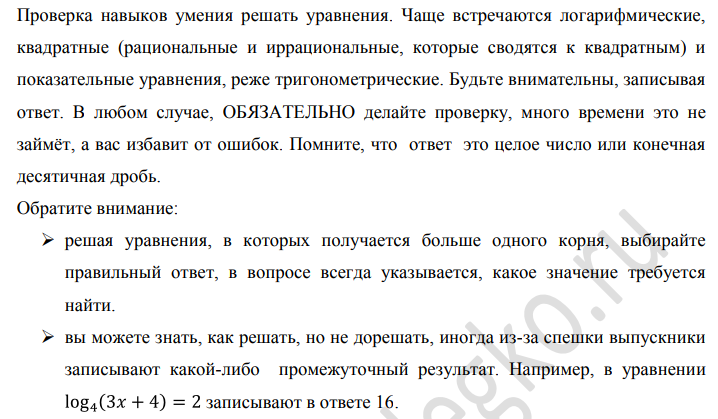 Проверка навыков умения решать уравнения. Чаще встречаются логарифмические,
квадратные (рациональные и иррациональные, которые сводятся к квадратным) и
показательные уравнения, реже тригонометрические. Будьте внимательны, записывая
ответ. В любом случае, ОБЯЗАТЕЛЬНО делайте проверку, много времени это не
займёт, а вас избавит от ошибок. Помните, что ответ это целое число или конечная
десятичная дробь.
Обратите внимание:
➢ решая уравнения, в которых получается больше одного корня, выбирайте
правильный ответ, в вопросе всегда указывается, какое значение требуется
найти.
➢ вы можете знать, как решать, но не дорешать, иногда из-за спешки выпускники
записывают какой-либо промежуточный результат. Например, в уравнении
log₄(3x + 4) = 2 записывают в ответе 16.